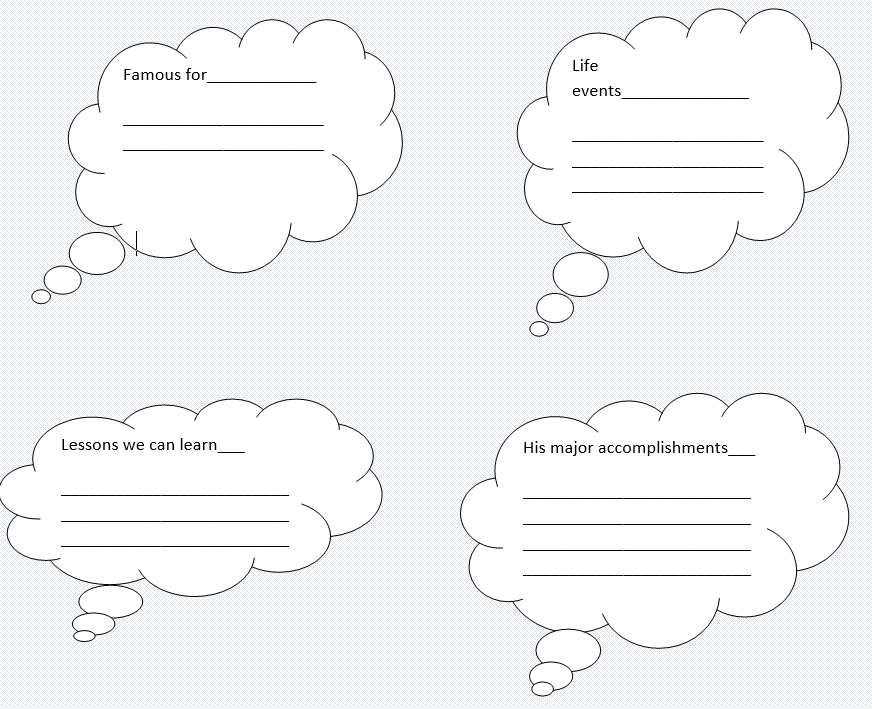 Famous for____________
______________________
______________________
Life
events______________
_____________________
_____________________
_____________________
Lessons we can learn___
_________________________
_________________________
_________________________
His major accomplishments___
_________________________
_________________________
_________________________
_________________________